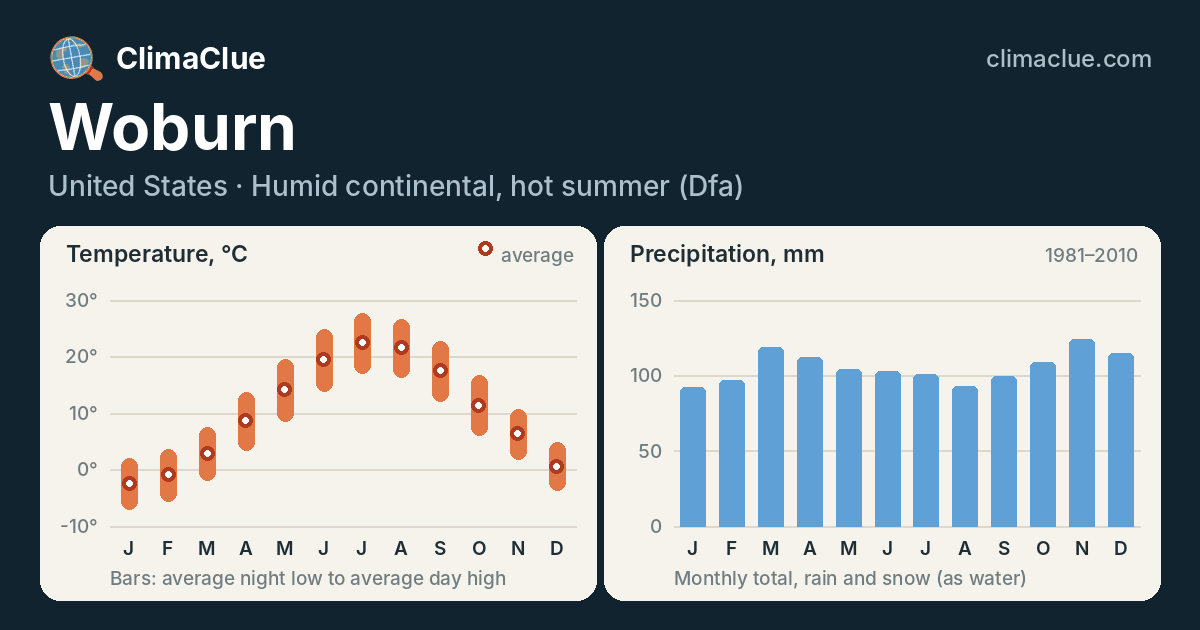 ClimaClue
climaclue.com
Woburn
United States · Humid continental, hot summer (Dfa)
Temperature, °C
average
30°
20°
10°
0°
-10°
J F M A M J J A S O N D
Bars: average night low to average day high
Precipitation, mm
1981–2010
150
100
50
0
J F M A M J J A S O N D
Monthly total, rain and snow (as water)